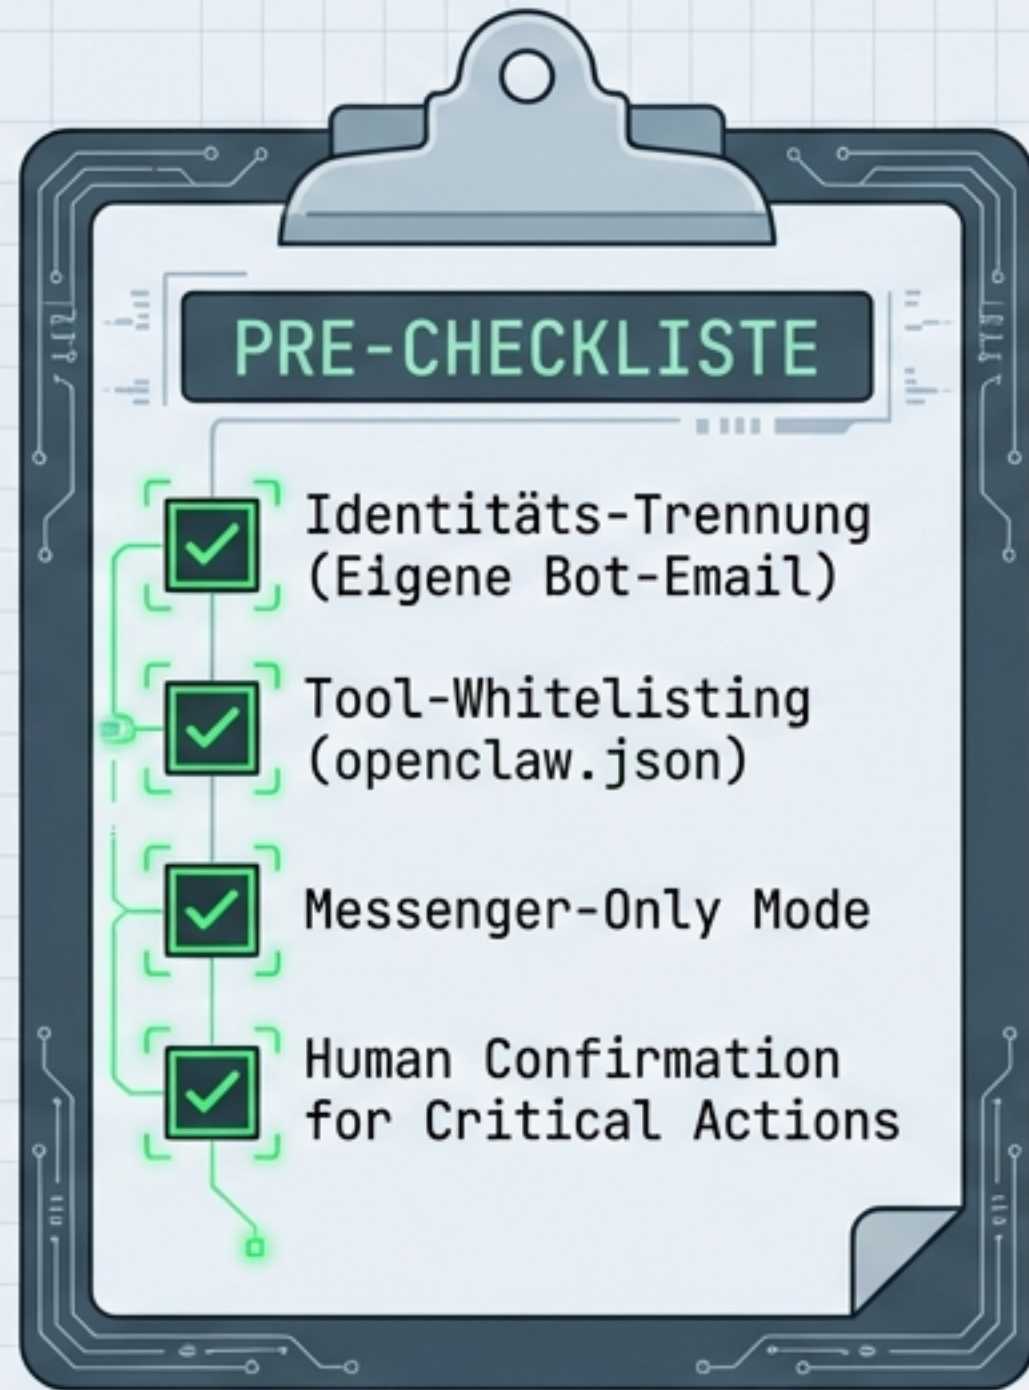 PRE-CHECKLISTE
Identitäts-Trennung
(Eigene Bot-Email)
Tool-Whitelisting
(openclaw.json)
Messenger-Only Mode
Human Confirmation
for Critical Actions